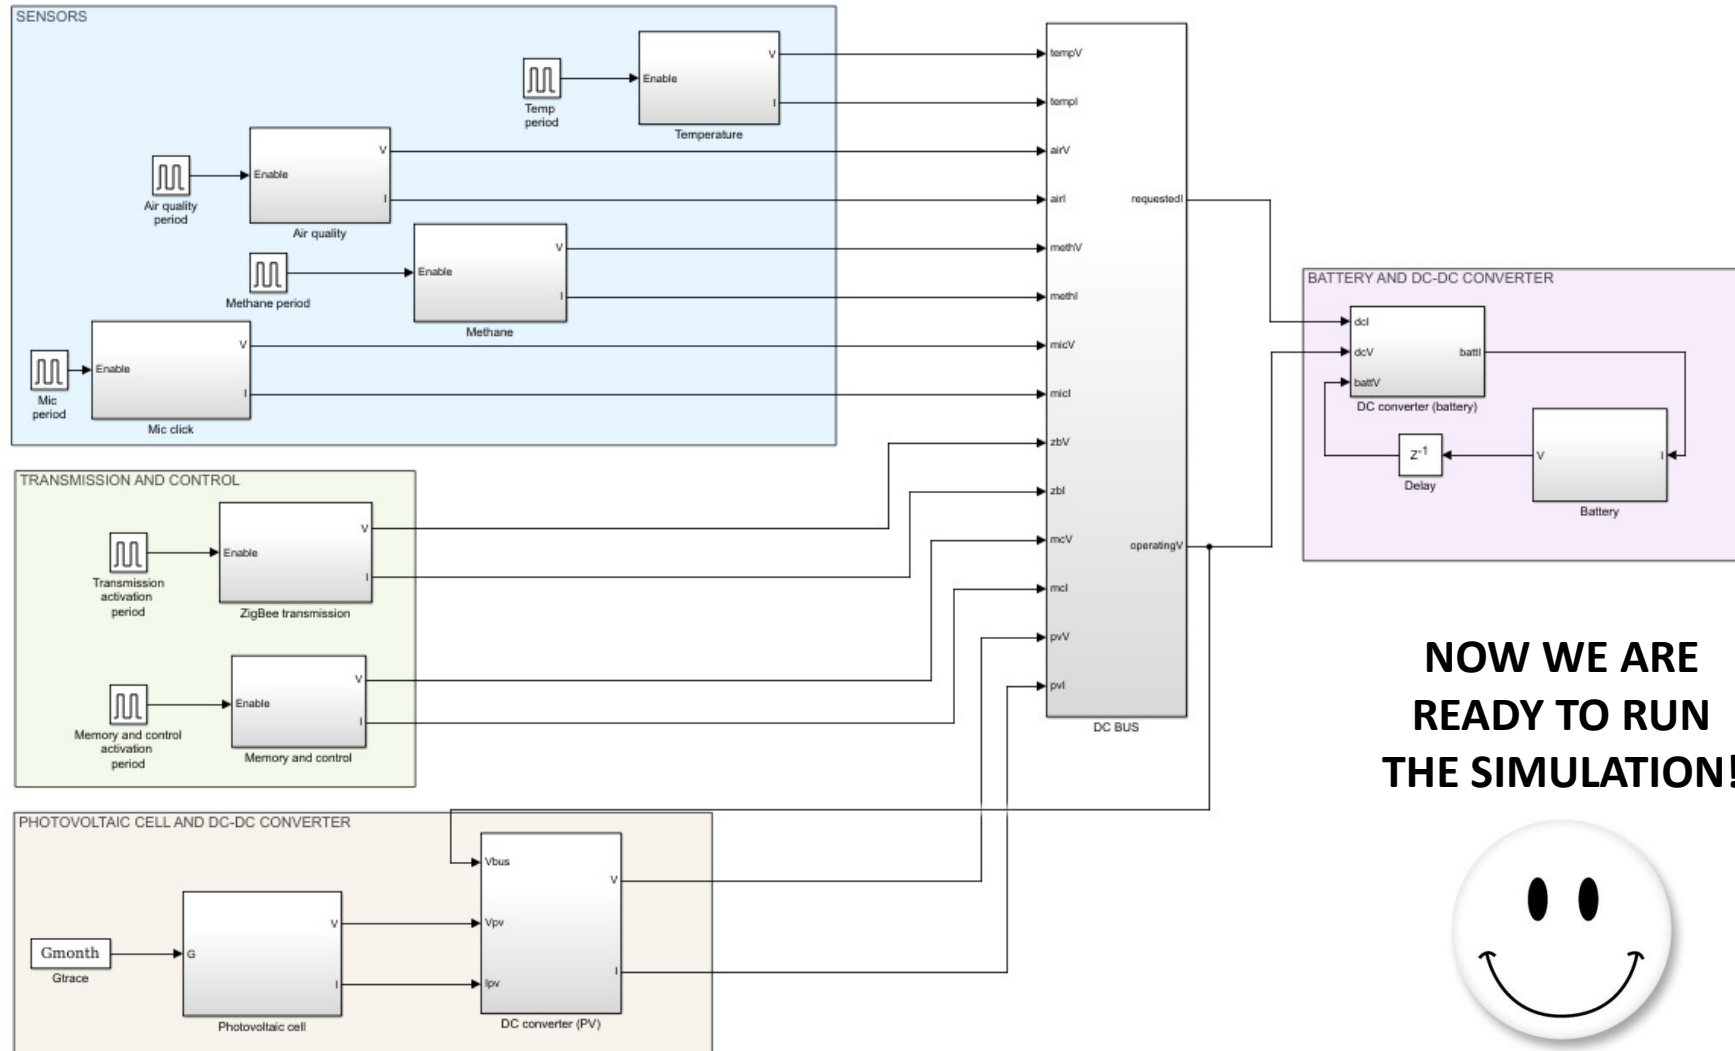 SENSORS
Temp
period
Enable
V
I
Temperature
Air quality
period
Enable
V
I
Air quality
Methane period
Enable
V
I
Methane
Mic
period
Enable
V
I
Mic click
TRANSMISSION AND CONTROL
Transmission
activation
period
Enable
V
I
ZigBee transmission
Memory and control
activation
period
Enable
V
I
Memory and control
PHOTOVOLTAIC CELL AND DC-DC CONVERTER
Gmonth
Gtrace
G
V
I
Photovoltaic cell
Vbus
Vpv
Ipv
V
I
DC converter (PV)
tempV
tempI
airV
airI
methV
methI
micV
micI
zbV
zbI
mcV
mcI
pvV
pvI
requestedI
operatingV
DC BUS
BATTERY AND DC-DC CONVERTER
dcI
dcV
battV
battI
DC converter (battery)
Z-1
Delay
V
I
Battery
NOW WE ARE
READY TO RUN
THE SIMULATION!